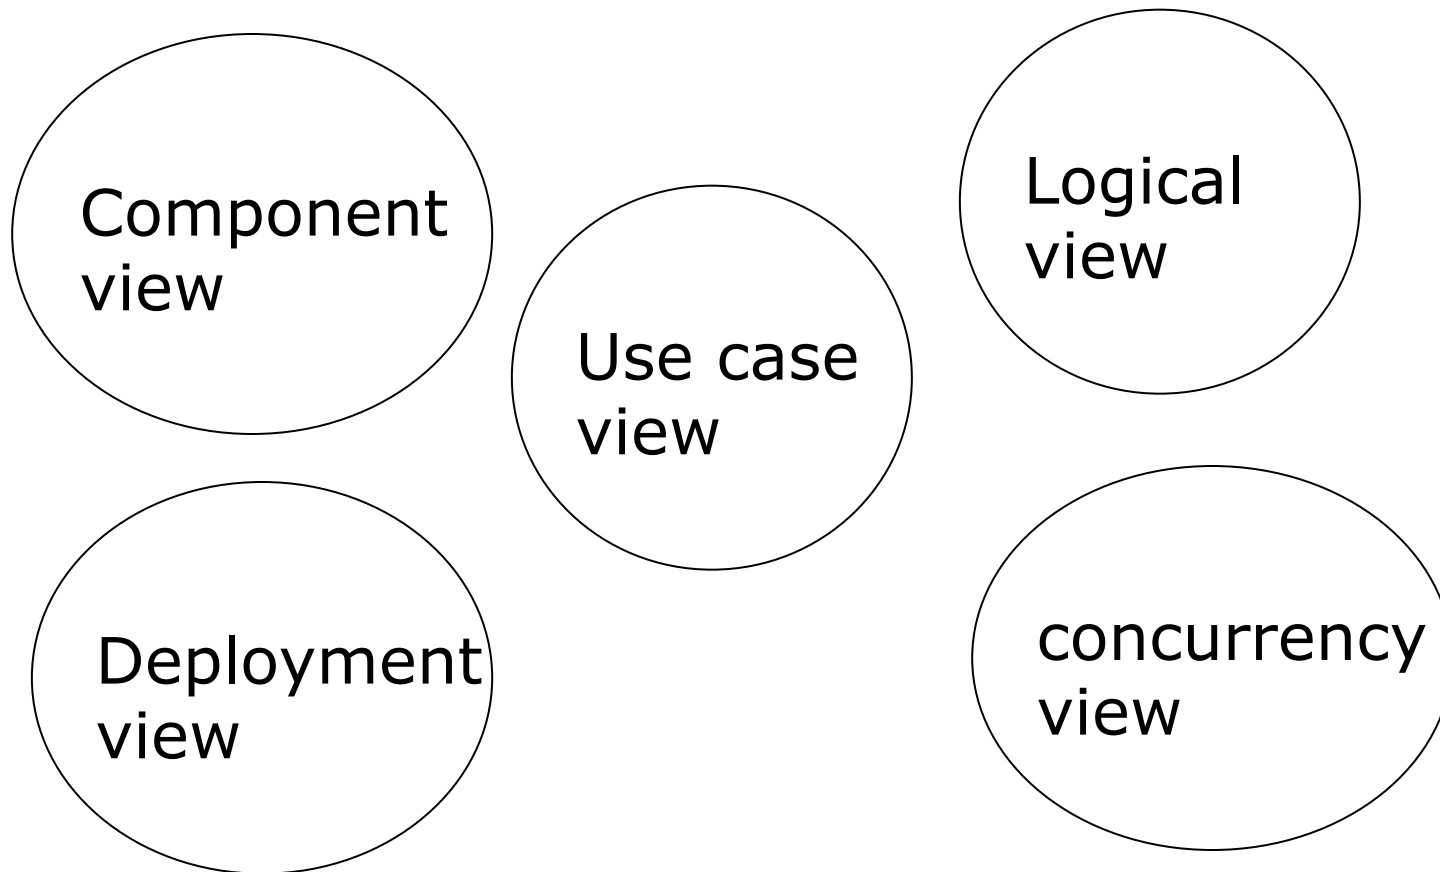 Component
view
Logical
view
Use case
view
Deployment
view
concurrency
view